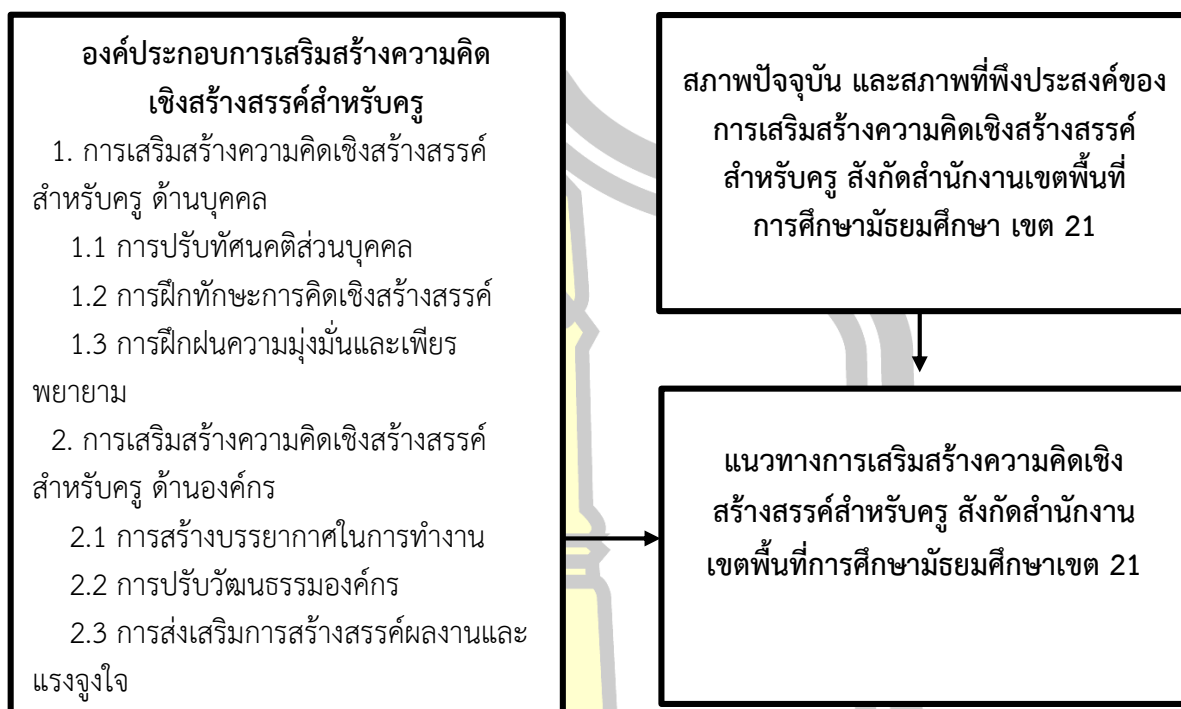 องค์ประกอบการเสริมสร้างความคิด
เชิงสร้างสรรค์สำหรับครู
1. การเสริมสร้างความคิดเชิงสร้างสรรค์
สำหรับครู ด้านบุคคล
1.1 การปรับทัศนคติส่วนบุคคล
1.2 การฝึกทักษะการคิดเชิงสร้างสรรค์
1.3 การฝึกฝนความมุ่งมั่นและเพียร
พยายาม
2. การเสริมสร้างความคิดเชิงสร้างสรรค์
สำหรับครู ด้านองค์กร
2.1 การสร้างบรรยากาศในการทำงาน
2.2 การปรับวัฒนธรรมองค์กร
2.3 การส่งเสริมการสร้างสรรค์ผลงานและ
แรงจูงใจ
สภาพปัจจุบัน และสภาพที่พึงประสงค์ของ
การเสริมสร้างความคิดเชิงสร้างสรรค์
สำหรับครู สังกัดสำนักงานเขตพื้นที่
การศึกษามัธยมศึกษา เขต 21
แนวทางการเสริมสร้างความคิดเชิง
สร้างสรรค์สำหรับครู สังกัดสำนักงาน
เขตพื้นที่การศึกษามัธยมศึกษาเขต 21